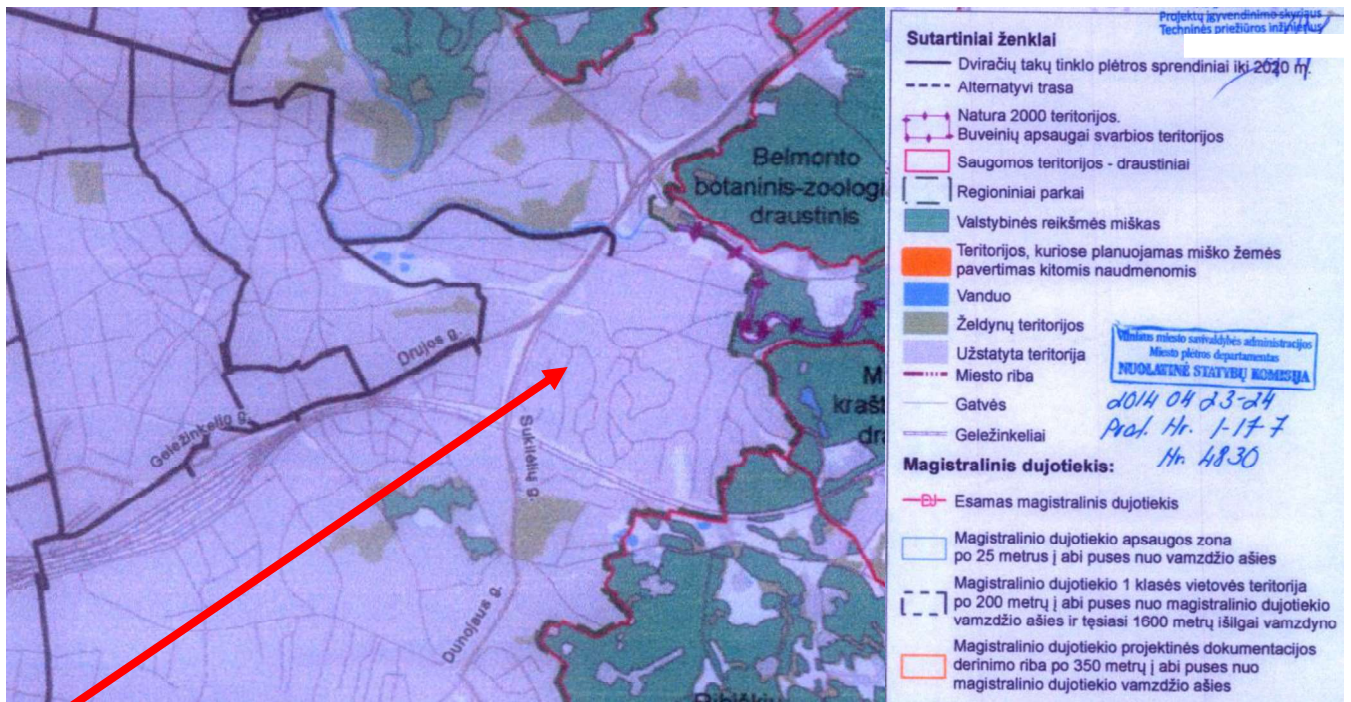 Belmonto
botaninis-zoologi
draustinis
Drujos g.
Geležinkelio g.
Sukilėlių g.
Dunojaus g.
M
krašt
dra
Projektų įgyvendinimo skyriaus
Techninės priežiūros inžinierius
Sutartiniai ženklai
Dviračių takų tinklo plėtros sprendiniai iki 2020 m.
Alternatyvi trasa
Natura 2000 teritorijos.
Buveinių apsaugai svarbios teritorijos
Saugomos teritorijos - draustiniai
Regioniniai parkai
Valstybinės reikšmės miškas
Teritorijos, kuriose planuojamas miško žemės
pavertimas kitomis naudmenomis
Vanduo
Želdynų teritorijos
Užstatyta teritorija
Miesto riba
Gatvės
Geležinkeliai
Vilniaus miesto savivaldybės administracijos
Miesto plėtros departamentas
NUOLATINĖ STATYBŲ KOMISIJA
2014 04 23-24
Prot. Nr. 1-177
Nr. 4830
Magistralinis dujotiekis:
DJ
Esamas magistralinis dujotiekis
Magistralinio dujotiekio apsaugos zona
po 25 metrus į abi puses nuo vamzdžio ašies
Magistralinio dujotiekio 1 klasės vietovės teritorija
po 200 metrų į abi puses nuo magistralinio dujotiekio
vamzdžio ašies ir tęsiasi 1600 metrų išilgai vamzdyno
Magistralinio dujotiekio projektinės dokumentacijos
derinimo riba po 350 metrų į abi puses nuo
magistralinio dujotiekio vamzdžio ašies